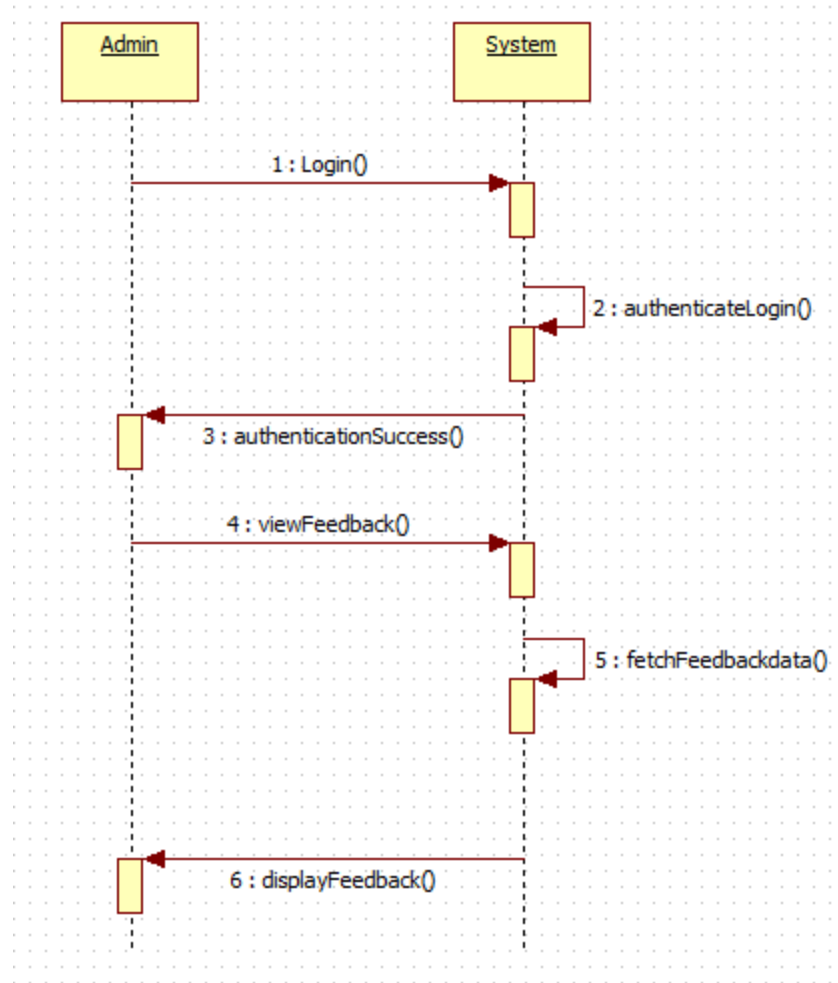 Admin
System
1 : Login()
2 : authenticateLogin()
3 : authenticationSuccess()
4 : viewFeedback()
5 : fetchFeedbackdata()
6 : displayFeedback()